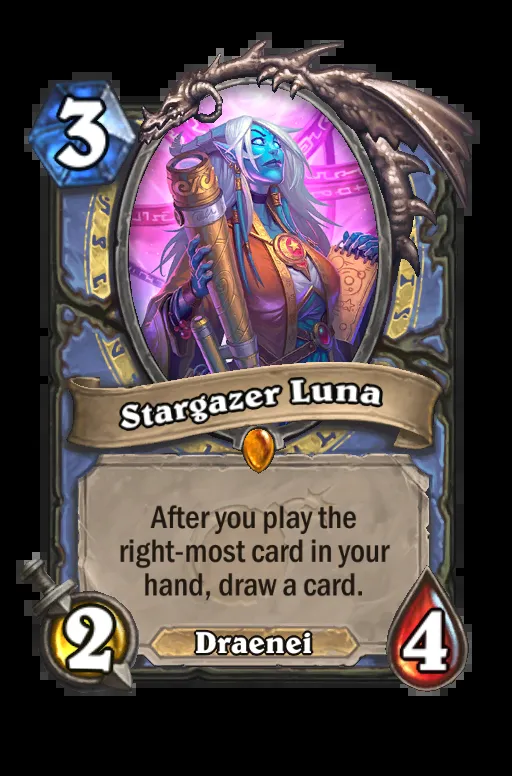 3
Stargazer Luna
After you play the
right-most card in your
hand, draw a card.
2
Draenei
4